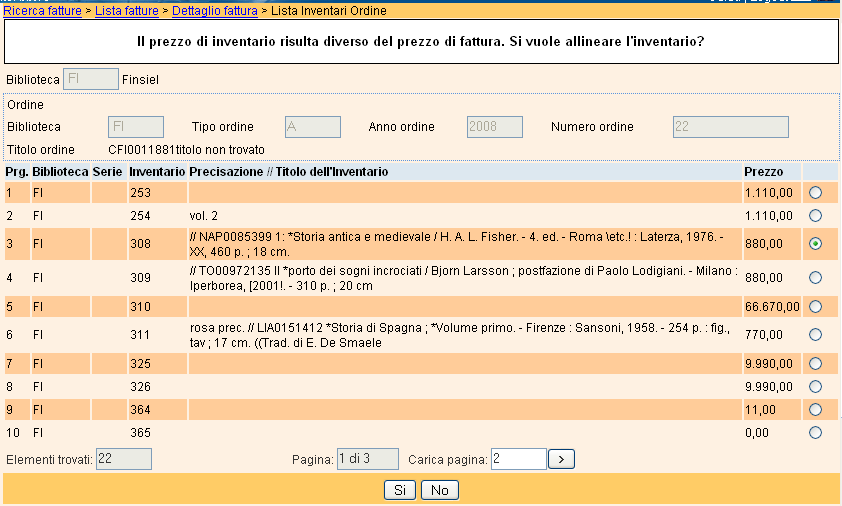 Ricerca fatture > Lista fatture > Dettaglio fattura > Lista Inventari Ordine
Il prezzo di inventario risulta diverso del prezzo di fattura. Si vuole allineare l'inventario?
Biblioteca FI Finsiel
Ordine
Biblioteca FI Tipo ordine A Anno ordine 2008 Numero ordine 22
Titolo ordine CFI0011881titolo non trovato
Prg. Biblioteca Serie Inventario Precisazione // Titolo dell'Inventario Prezzo
1 FI 253 1.110,00
2 FI 254 vol. 2 1.110,00
3 FI 308 // NAP0085399 1: *Storia antica e medievale / H. A. L. Fisher. - 4. ed. - Roma \etc.! : Laterza, 1976. -
XX, 460 p. ; 18 cm. 880,00
4 FI 309 // TO00972135 Il *porto dei sogni incrociati / Bjorn Larsson ; postfazione di Paolo Lodigiani. - Milano :
Iperborea, [2001!. - 310 p. ; 20 cm 880,00
5 FI 310 66.670,00
6 FI 311 rosa prec. // LIA0151412 *Storia di Spagna ; *Volume primo. - Firenze : Sansoni, 1958. - 254 p. : fig.,
tav ; 17 cm. ((Trad. di E. De Smaele 770,00
7 FI 325 9.990,00
8 FI 326 9.990,00
9 FI 364 11,00
10 FI 365 0,00
Elementi trovati: 22 Pagina: 1 di 3 Carica pagina: 2 >
Si No